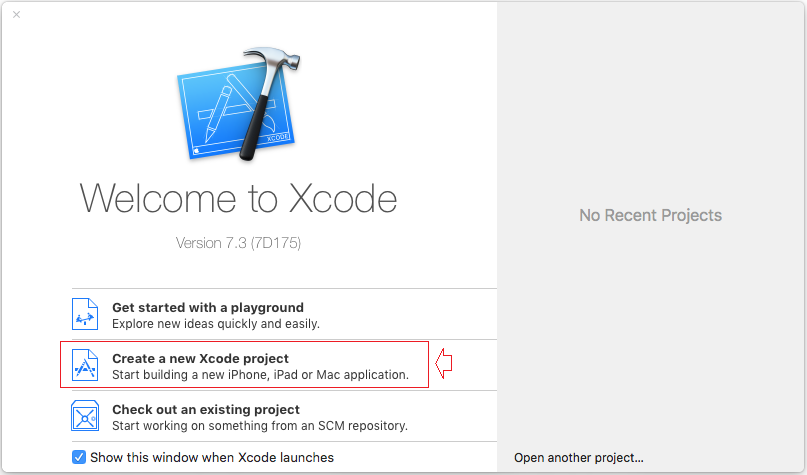 XCODE
Welcome to Xcode
Version 7.3 (7D175)
No Recent Projects
Get started with a playground
Explore new ideas quickly and easily.
Create a new Xcode project
Start building a new iPhone, iPad or Mac application.
Check out an existing project
Start working on something from an SCM repository.
Show this window when Xcode launches
Open another project...